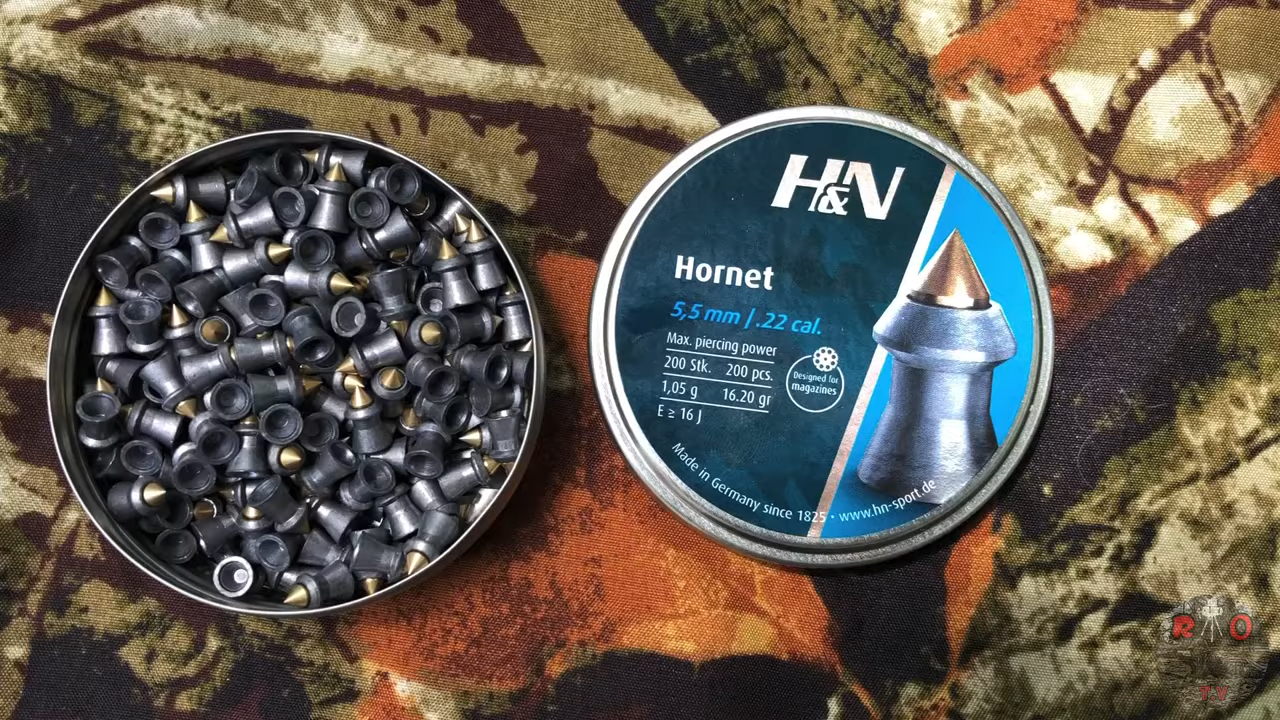 H&N
Hornet
5,5 mm / .22 cal.
Max. piercing power
200 Stk. 200 pcs.
1,05 g 16.20 gr
E ≥ 16 J
Designed for
magazines
Made in Germany since 1825 • www.hn-sport.de
R O
TV